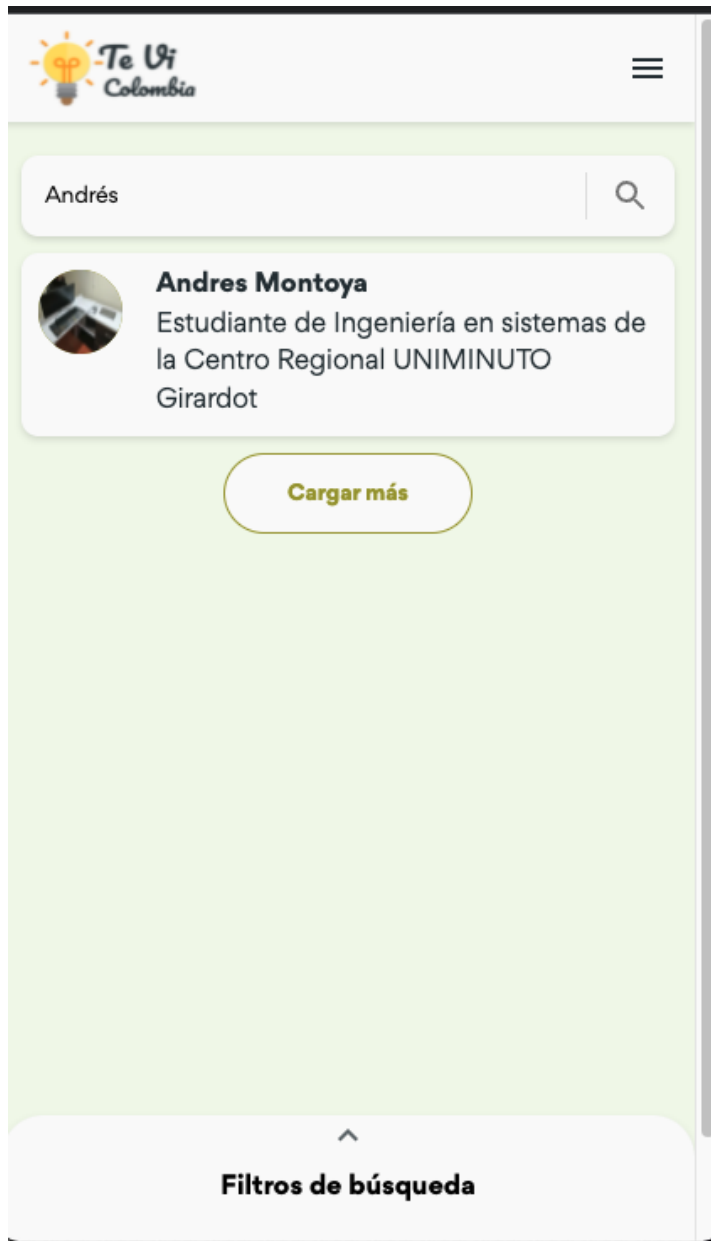 Te Vi
Colombia
Andrés
Andres Montoya
Estudiante de Ingeniería en sistemas de
la Centro Regional UNIMINUTO
Girardot
Cargar más
Filtros de búsqueda